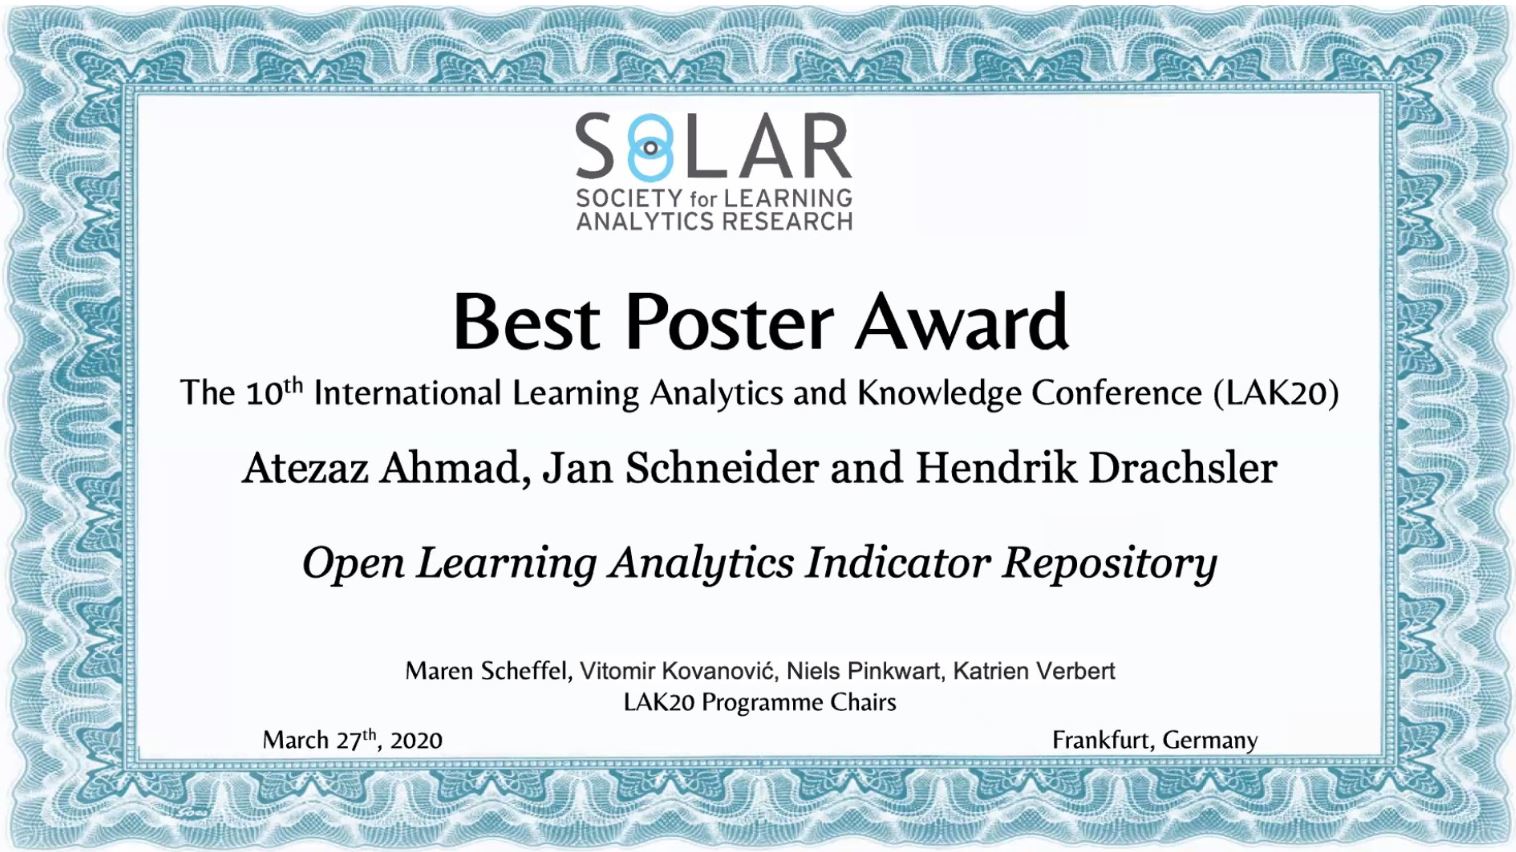 SOLAR
SOCIETY for LEARNING
ANALYTICS RESEARCH
Best Poster Award
The 10th International Learning Analytics and Knowledge Conference (LAK20)
Atezaz Ahmad, Jan Schneider and Hendrik Drachsler
Open Learning Analytics Indicator Repository
Maren Scheffel, Vitomir Kovanović, Niels Pinkwart, Katrien Verbert
LAK20 Programme Chairs
March 27th, 2020
Frankfurt, Germany